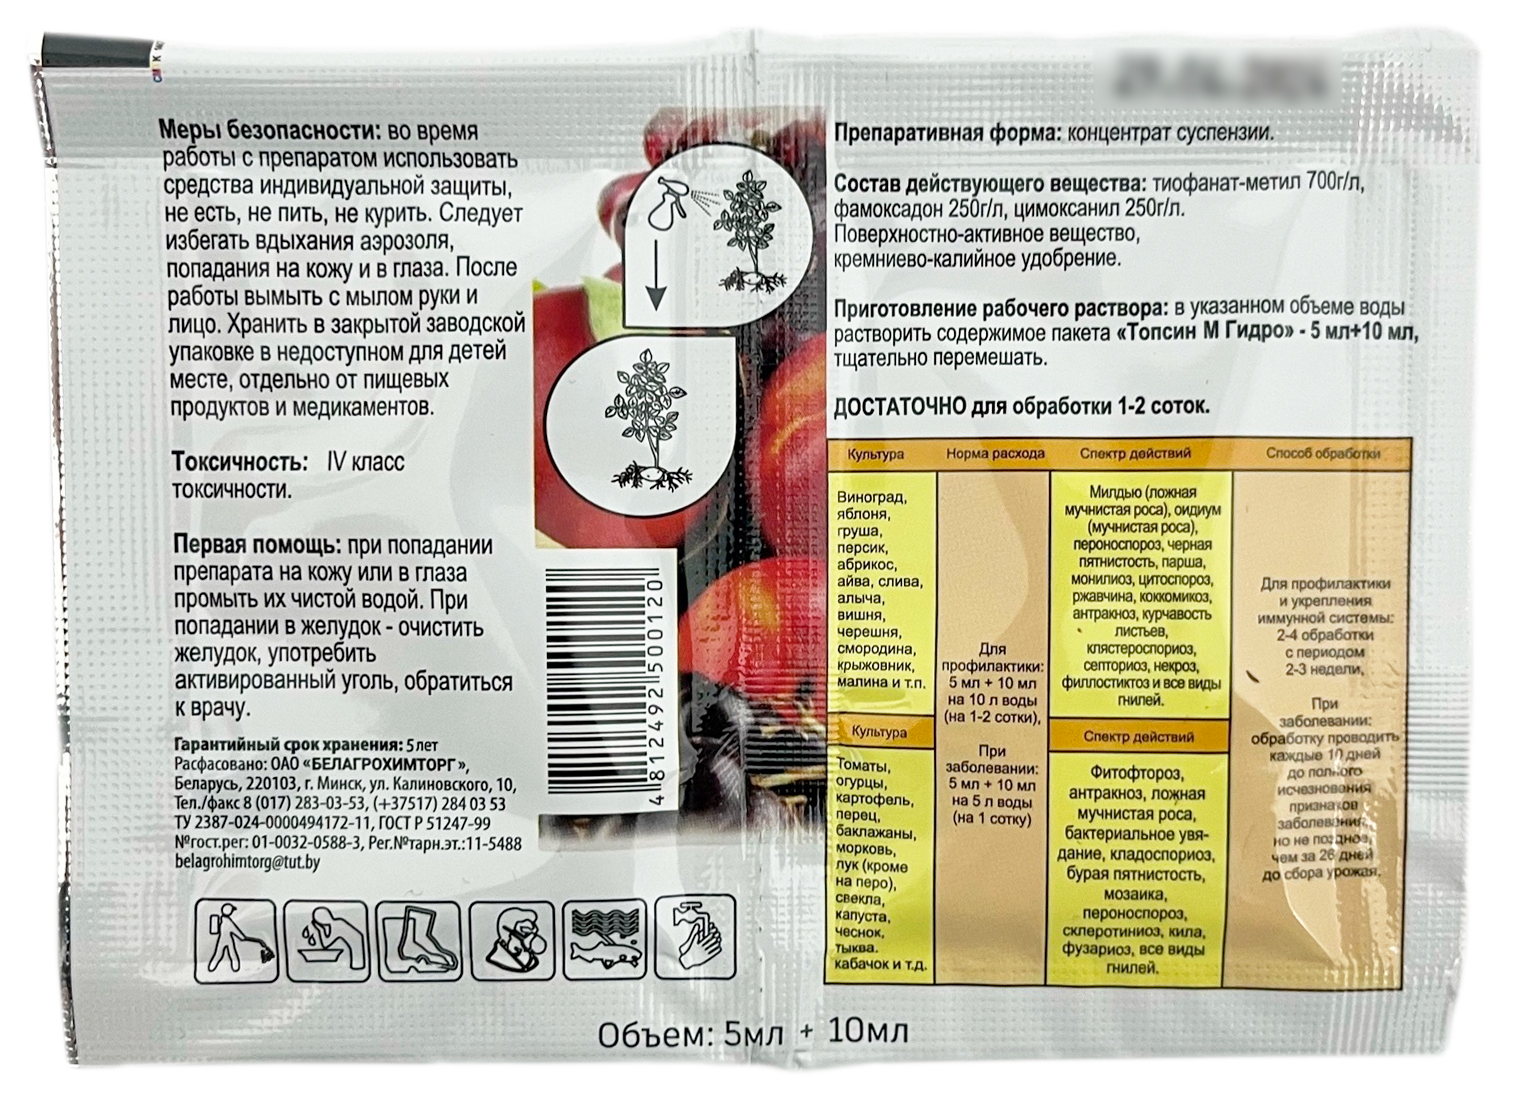 Меры безопасности: во время
работы с препаратом использовать
средства индивидуальной защиты,
не есть, не пить, не курить. Следует
избегать вдыхания аэрозоля,
попадания на кожу и в глаза. После
работы вымыть с мылом руки и
лицо. Хранить в закрытой заводской
упаковке в недоступном для детей
месте, отдельно от пищевых
продуктов и медикаментов.
Токсичность: IV класс
токсичности.
Первая помощь: при попадании
препарата на кожу или в глаза
промыть их чистой водой. При
попадании в желудок - очистить
желудок, употребить
активированный уголь, обратиться
к врачу.
Гарантийный срок хранения: 5 лет
Расфасовано: ОАО «БЕЛАГРОХИМТОРГ»,
Беларусь, 220103, г. Минск, ул. Калиновского, 10,
Тел./факс 8 (017) 283-03-53, (+37517) 284 03 53
ТУ 2387-024-0000494172-11, ГОСТ Р 51247-99
№гост.рег: 01-0032-0588-3, Рег.№тарн.эт.:11-5488
belagrohimtorg@tut.by
4 812492 500120
Препаративная форма: концентрат суспензии.
Состав действующего вещества: тиофанат-метил 700г/л,
фамоксадон 250г/л, цимоксанил 250г/л.
Поверхностно-активное вещество,
кремниево-калийное удобрение.
Приготовление рабочего раствора: в указанном объеме воды
растворить содержимое пакета «Топсин М Гидро» - 5 мл+10 мл,
тщательно перемешать.
ДОСТАТОЧНО для обработки 1-2 соток.
Культура
Виноград,
яблоня,
груша,
персик,
абрикос,
айва, слива,
алыча,
вишня,
черешня,
смородина,
крыжовник,
малина и т.п.
Культура
Томаты,
огурцы,
картофель,
перец,
баклажаны,
морковь,
лук (кроме
на перо),
свекла,
капуста,
чеснок,
тыква.
кабачок и т.д.
Норма расхода
Для
профилактики:
5 мл + 10 мл
на 10 л воды
(на 1-2 сотки),
При
заболевании:
5 мл + 10 мл
на 5 л воды
(на 1 сотку)
Спектр действий
Милдью (ложная
мучнистая роса), оидиум
(мучнистая роса),
пероноспороз, черная
пятнистость, парша,
монилиоз, цитоспороз,
ржавчина, коккомикоз,
антракноз, курчавость
листьев,
клястероспориоз,
септориоз, некроз,
филлостиктоз и все виды
гнилей.
Спектр действий
Фитофтороз,
антракноз, ложная
мучнистая роса,
бактериальное увя-
дание, кладоспориоз,
бурая пятнистость,
мозаика,
пероноспороз,
склеротиниоз, кила,
фузариоз, все виды
гнилей.
Способ обработки
Для профилактики
и укрепления
иммунной системы:
2-4 обработки
с периодом
2-3 недели,
При
заболевании:
обработку проводить
каждые 10 дней
до полного
исчезновения
признаков
заболевания,
но не позднее,
чем за 26 дней
до сбора урожая.
Объем: 5мл + 10мл